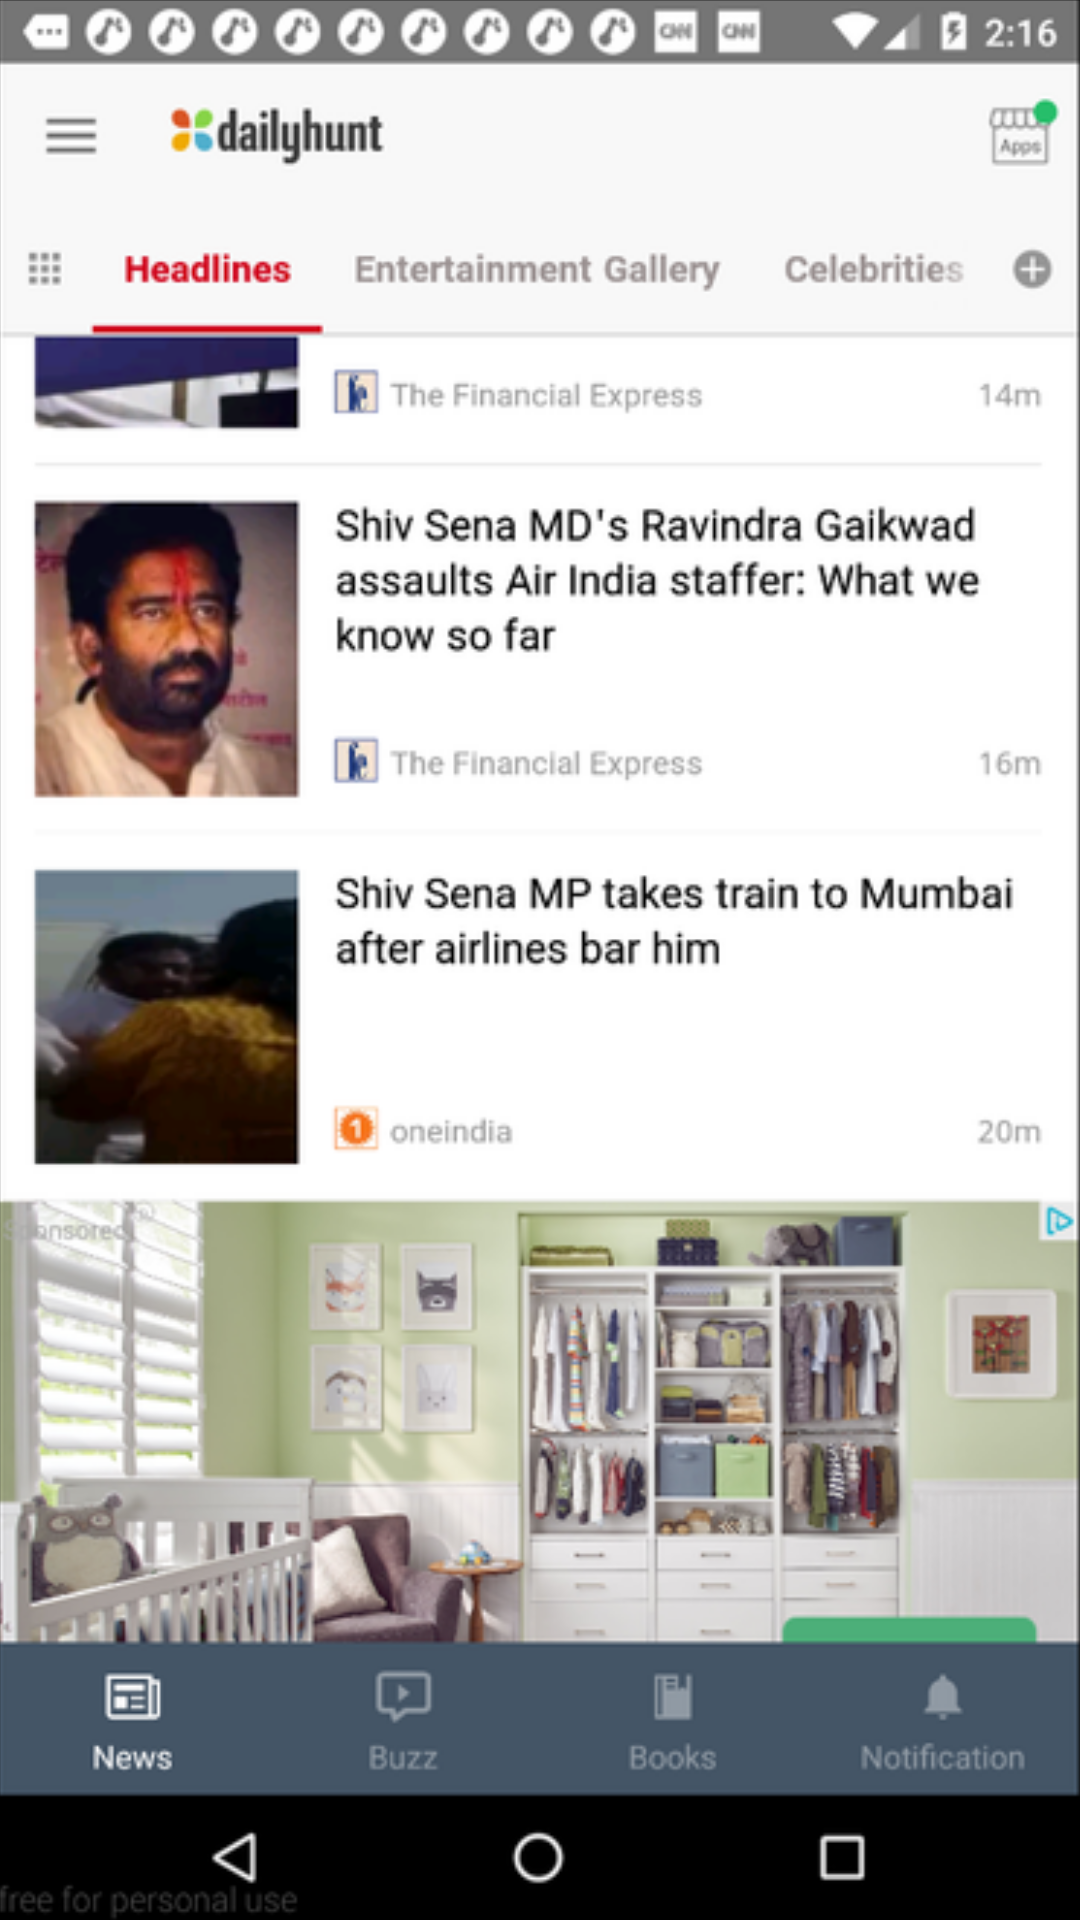 2:16
dailyhunt
Apps
Headlines
Entertainment Gallery
Celebrities
The Financial Express
14m
Shiv Sena MD's Ravindra Gaikwad
assaults Air India staffer: What we
know so far
The Financial Express
16m
Shiv Sena MP takes train to Mumbai
after airlines bar him
1 oneindia
20m
Sponsored
News
Buzz
Books
Notification
free for personal use